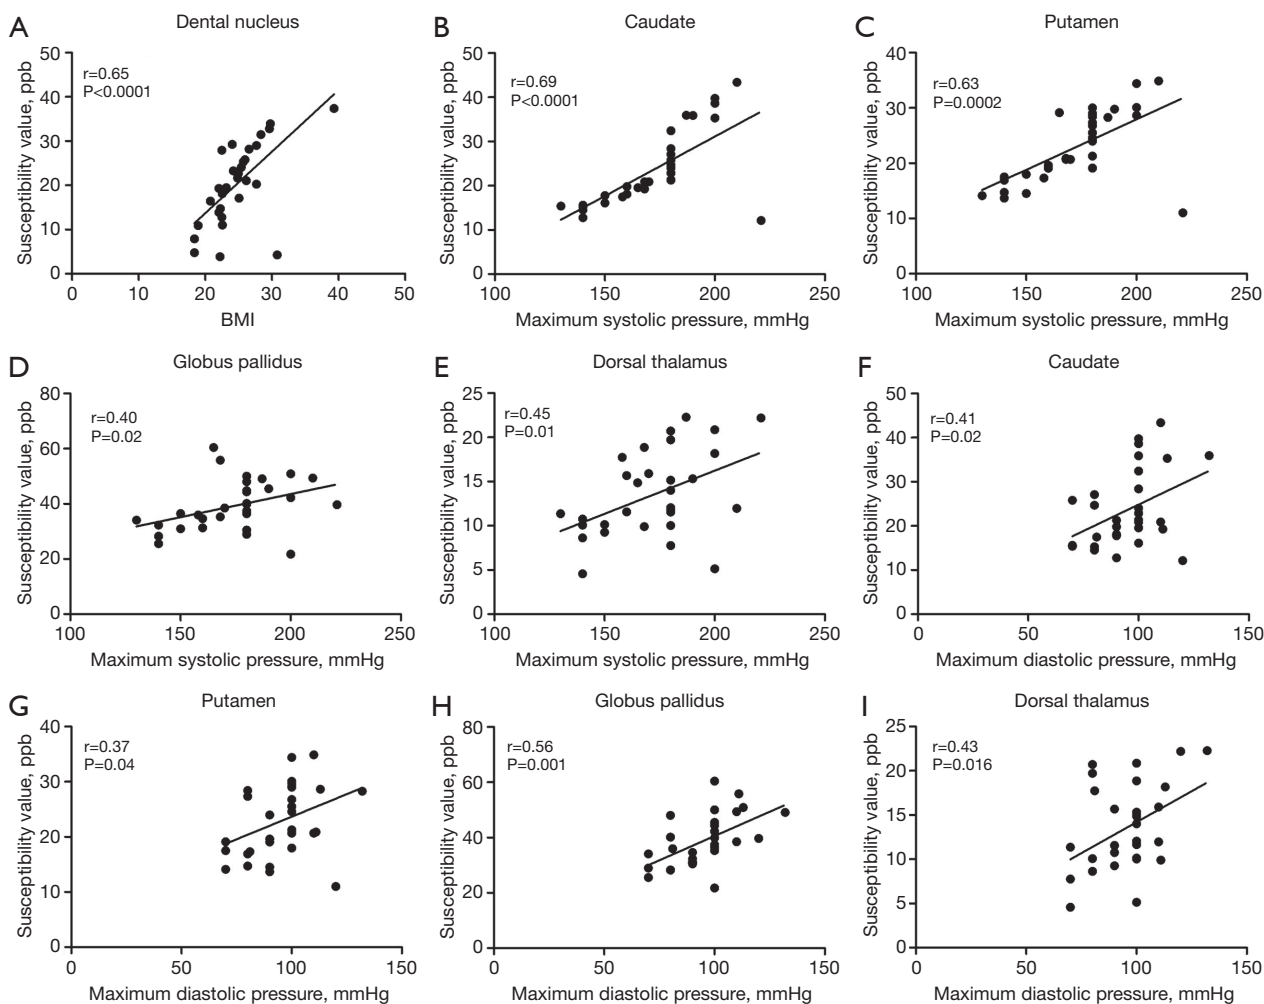 A
Dental nucleus
Susceptibility value, ppb
50
40
30
20
10
0
r=0.65
P<0.0001
0 10 20 30 40 50
BMI
B
Caudate
Susceptibility value, ppb
50
40
30
20
10
0
r=0.69
P<0.0001
100 150 200 250
Maximum systolic pressure, mmHg
C
Putamen
Susceptibility value, ppb
40
30
20
10
0
r=0.63
P=0.0002
100 150 200 250
Maximum systolic pressure, mmHg
D
Globus pallidus
Susceptibility value, ppb
80
60
40
20
0
r=0.40
P=0.02
100 150 200 250
Maximum systolic pressure, mmHg
E
Dorsal thalamus
Susceptibility value, ppb
25
20
15
10
5
0
r=0.45
P=0.01
100 150 200 250
Maximum systolic pressure, mmHg
F
Caudate
Susceptibility value, ppb
50
40
30
20
10
0
r=0.41
P=0.02
0 50 100 150
Maximum diastolic pressure, mmHg
G
Putamen
Susceptibility value, ppb
40
30
20
10
0
r=0.37
P=0.04
0 50 100 150
Maximum diastolic pressure, mmHg
H
Globus pallidus
Susceptibility value, ppb
80
60
40
20
0
r=0.56
P=0.001
0 50 100 150
Maximum diastolic pressure, mmHg
I
Dorsal thalamus
Susceptibility value, ppb
25
20
15
10
5
0
r=0.43
P=0.016
0 50 100 150
Maximum diastolic pressure, mmHg